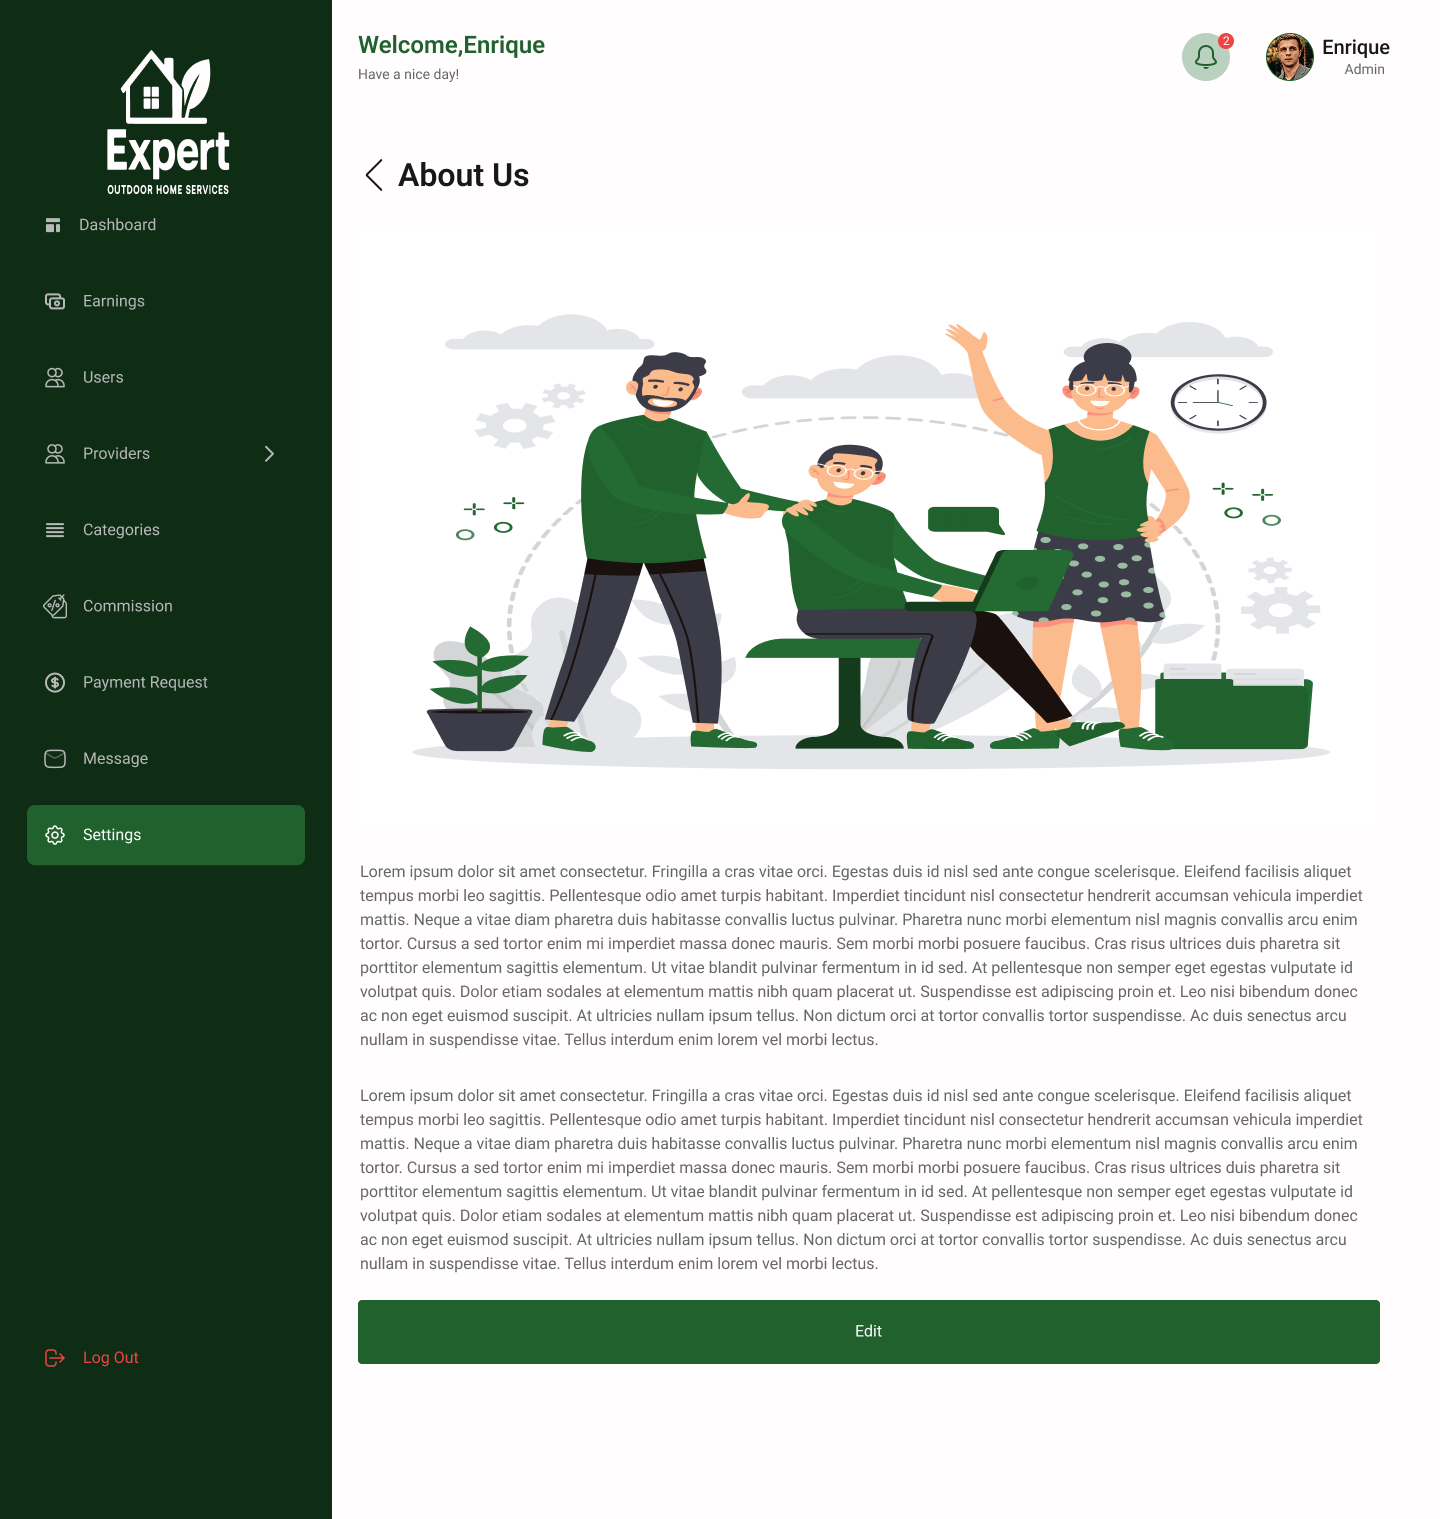 Expert
OUTDOOR HOME SERVICES
Dashboard
Earnings
Users
Providers
Categories
Commission
Payment Request
Message
Settings
Log Out
Welcome,Enrique
Have a nice day!
2
Enrique
Admin
About Us
Lorem ipsum dolor sit amet consectetur. Fringilla a cras vitae orci. Egestas duis id nisl sed ante congue scelerisque. Eleifend facilisis aliquet
tempus morbi leo sagittis. Pellentesque odio amet turpis habitant. Imperdiet tincidunt nisl consectetur hendrerit accumsan vehicula imperdiet
mattis. Neque a vitae diam pharetra duis habitasse convallis luctus pulvinar. Pharetra nunc morbi elementum nisl magnis convallis arcu enim
tortor. Cursus a sed tortor enim mi imperdiet massa donec mauris. Sem morbi morbi posuere faucibus. Cras risus ultrices duis pharetra sit
porttitor elementum sagittis elementum. Ut vitae blandit pulvinar fermentum in id sed. At pellentesque non semper eget egestas vulputate id
volutpat quis. Dolor etiam sodales at elementum mattis nibh quam placerat ut. Suspendisse est adipiscing proin et. Leo nisi bibendum donec
ac non eget euismod suscipit. At ultricies nullam ipsum tellus. Non dictum orci at tortor convallis tortor suspendisse. Ac duis senectus arcu
nullam in suspendisse vitae. Tellus interdum enim lorem vel morbi lectus.
Lorem ipsum dolor sit amet consectetur. Fringilla a cras vitae orci. Egestas duis id nisl sed ante congue scelerisque. Eleifend facilisis aliquet
tempus morbi leo sagittis. Pellentesque odio amet turpis habitant. Imperdiet tincidunt nisl consectetur hendrerit accumsan vehicula imperdiet
mattis. Neque a vitae diam pharetra duis habitasse convallis luctus pulvinar. Pharetra nunc morbi elementum nisl magnis convallis arcu enim
tortor. Cursus a sed tortor enim mi imperdiet massa donec mauris. Sem morbi morbi posuere faucibus. Cras risus ultrices duis pharetra sit
porttitor elementum sagittis elementum. Ut vitae blandit pulvinar fermentum in id sed. At pellentesque non semper eget egestas vulputate id
volutpat quis. Dolor etiam sodales at elementum mattis nibh quam placerat ut. Suspendisse est adipiscing proin et. Leo nisi bibendum donec
ac non eget euismod suscipit. At ultricies nullam ipsum tellus. Non dictum orci at tortor convallis tortor suspendisse. Ac duis senectus arcu
nullam in suspendisse vitae. Tellus interdum enim lorem vel morbi lectus.
Edit